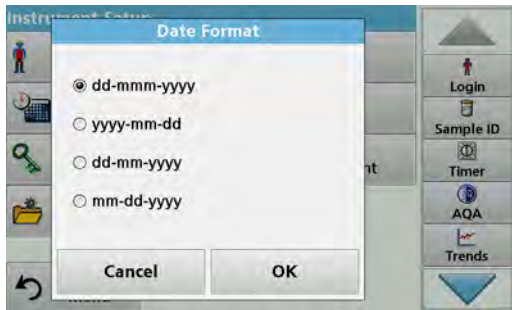 Date Format
dd-mmm-yyyy
yyyy-mm-dd
dd-mm-yyyy
mm-dd-yyyy
Cancel
OK
Login
Sample ID
Timer
AQA
Trends